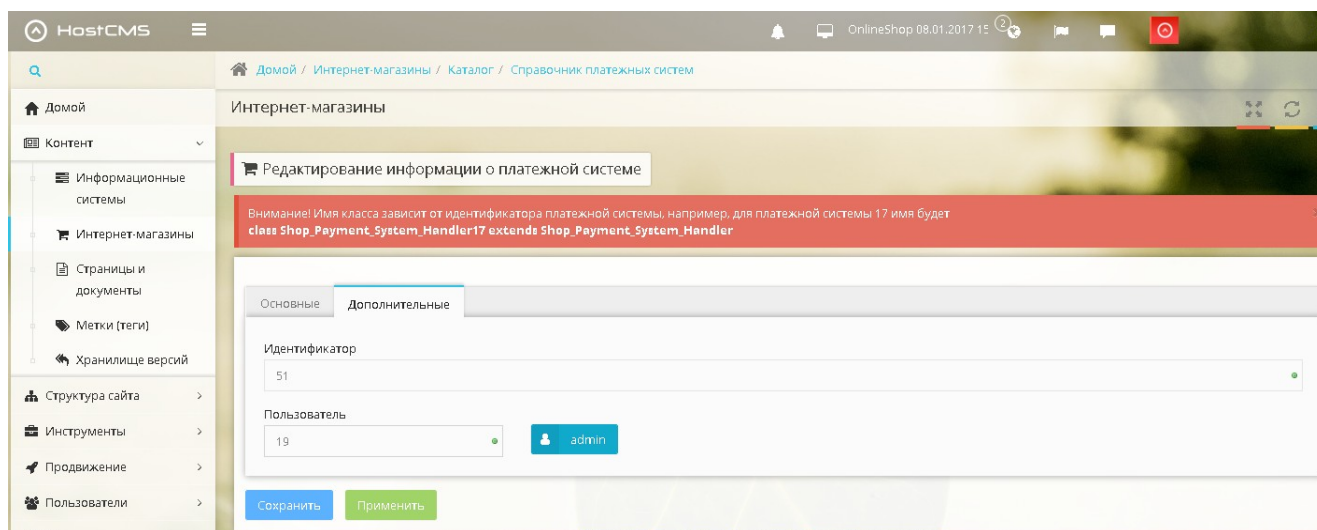 HostCMS
OnlineShop 08.01.2017 15
2
Домой / Интернет-магазины / Каталог / Справочник платежных систем
Домой
Интернет-магазины
Контент
Информационные
системы
Интернет-магазины
Страницы и
документы
Метки (теги)
Хранилище версий
Структура сайта
Инструменты
Продвижение
Пользователи
Редактирование информации о платежной системе
Внимание! Имя класса зависит от идентификатора платежной системы, например, для платежной системы 17 имя будет
class Shop_Payment_System_Handler17 extends Shop_Payment_System_Handler
Основные
Дополнительные
Идентификатор
51
Пользователь
19
admin
Сохранить
Применить